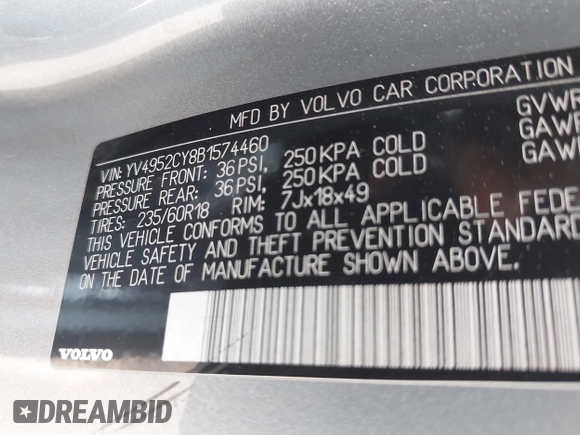 MFD BY VOLVO CAR CORPORATION
VIN: YV4952CY8B1574460
PRESSURE FRONT: 36PSI, 250KPA COLD
PRESSURE REAR: 36PSI, 250KPA COLD
TIRES: 235/60R18 RIM: 7Jx18x49
THIS VEHICLE CONFORMS TO ALL APPLICABLE FEDE
VEHICLE SAFETY AND THEFT PREVENTION STANDARD
ON THE DATE OF MANUFACTURE SHOWN ABOVE.
GVWR
GAWR
GAWR
VOLVO
DREAMBID